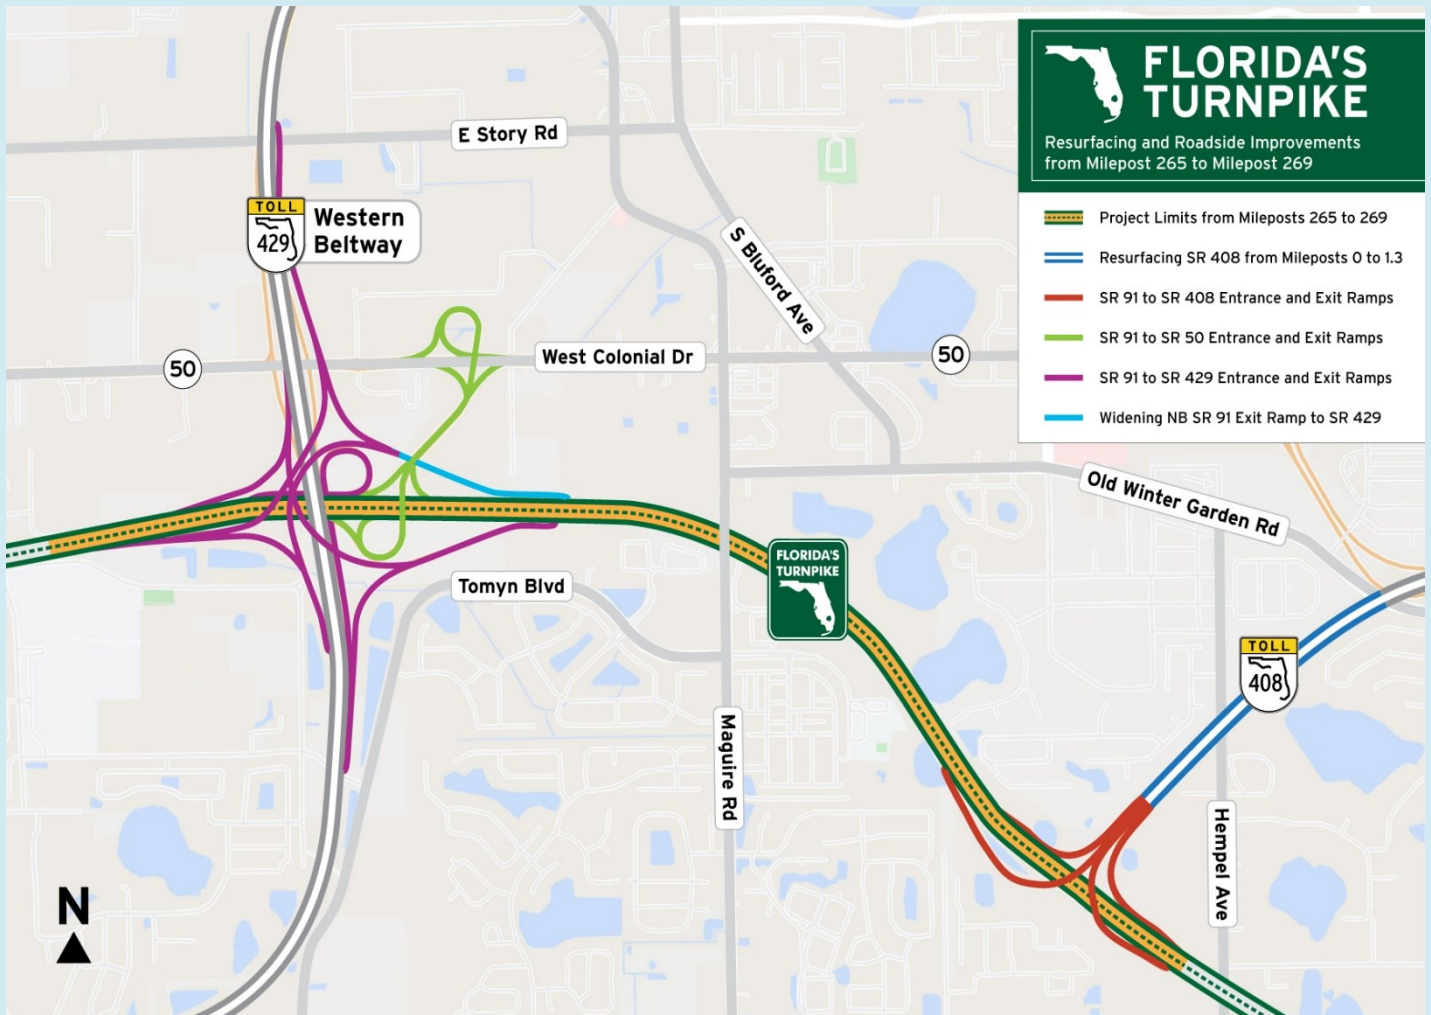 FLORIDA'S
TURNPIKE
Resurfacing and Roadside Improvements
from Milepost 265 to Milepost 269
Project Limits from Mileposts 265 to 269
Resurfacing SR 408 from Mileposts 0 to 1.3
SR 91 to SR 408 Entrance and Exit Ramps
SR 91 to SR 50 Entrance and Exit Ramps
SR 91 to SR 429 Entrance and Exit Ramps
Widening NB SR 91 Exit Ramp to SR 429
E Story Rd
TOLL
429
Western
Beltway
S Bluford Ave
50
West Colonial Dr
50
Old Winter Garden Rd
FLORIDA'S
TURNPIKE
Tomyn Blvd
TOLL
408
Maguire Rd
Hempel Ave
N